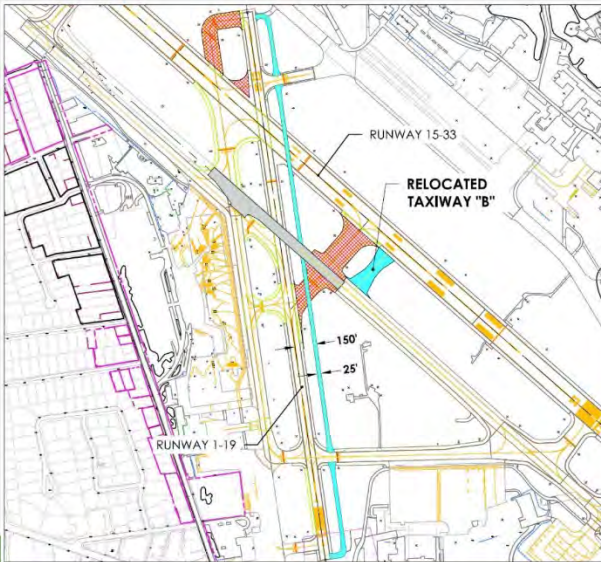 RUNWAY 15-33
RELOCATED
TAXIWAY "B"
150'
25'
RUNWAY 1-19